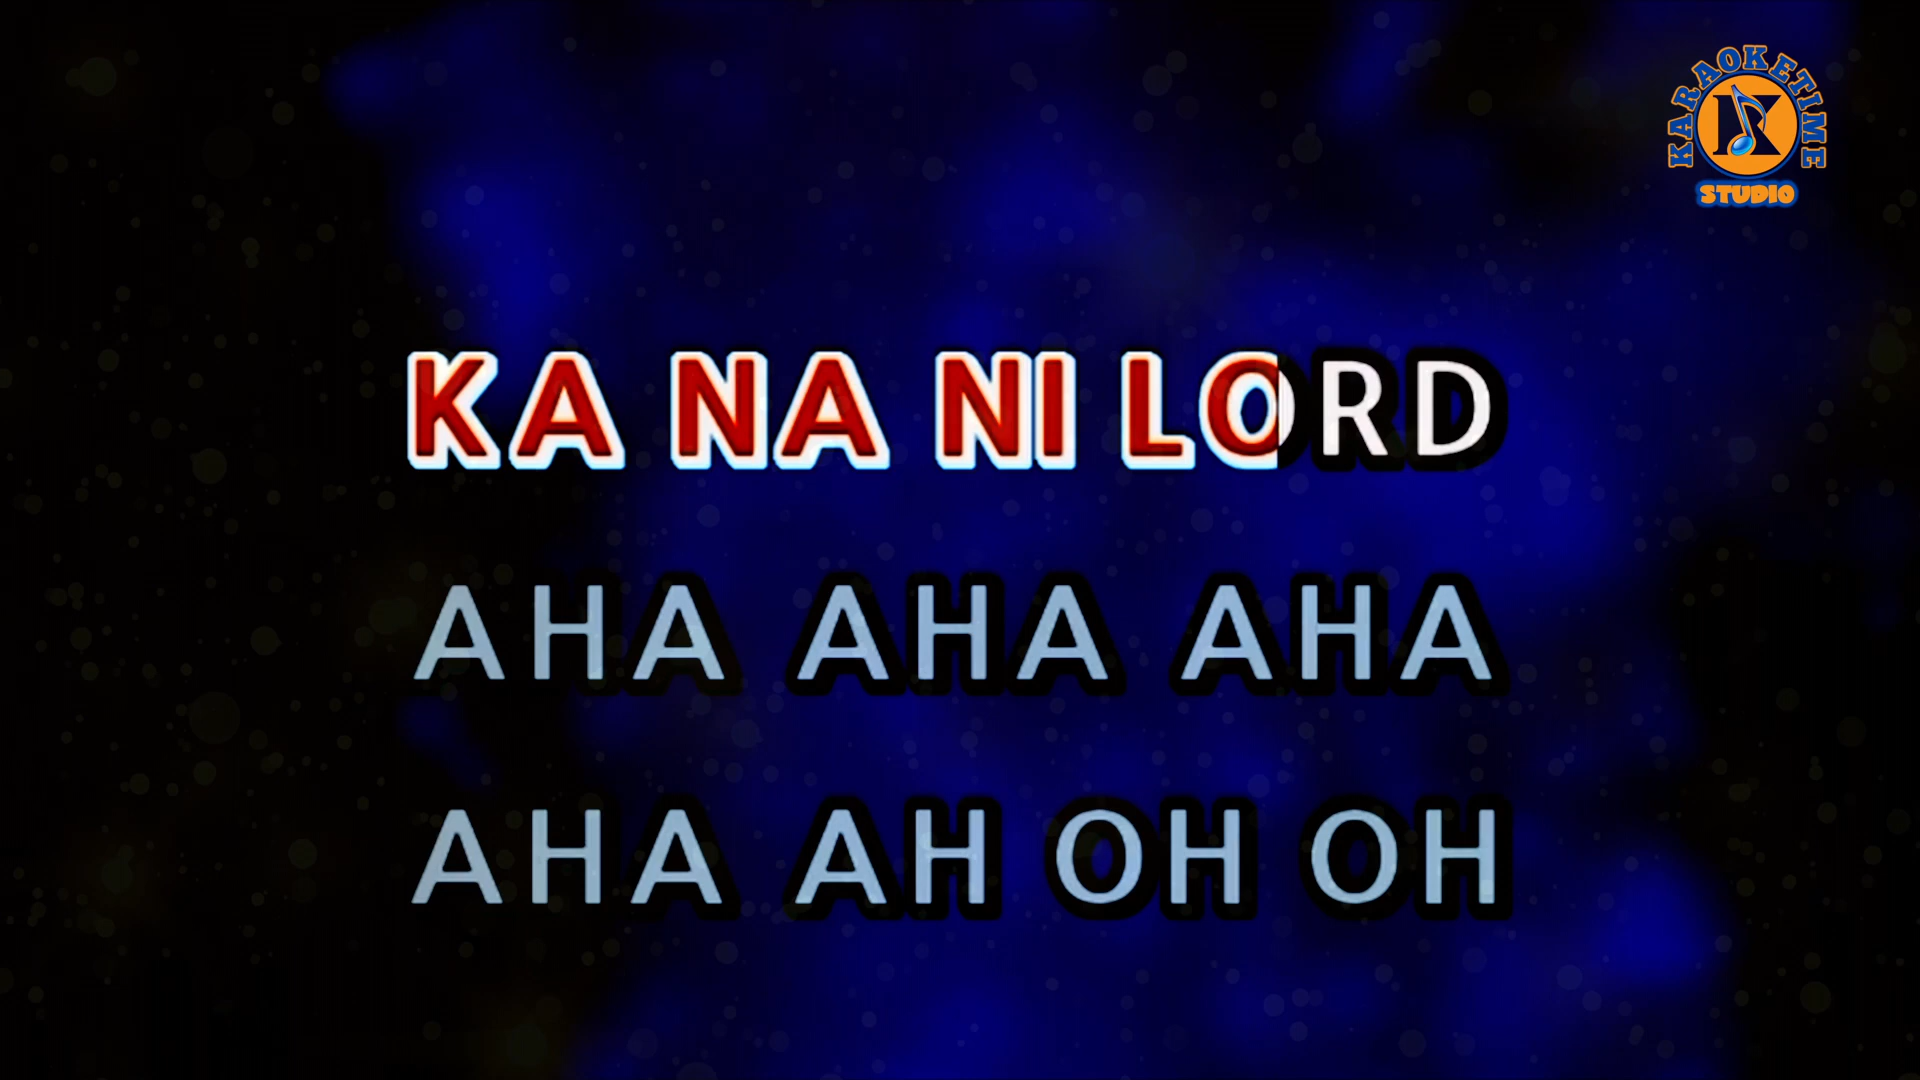 KARAOKETIME
STUDIO
KA NA NI LORD
AHA AHA AHA
AHA AH OH OH